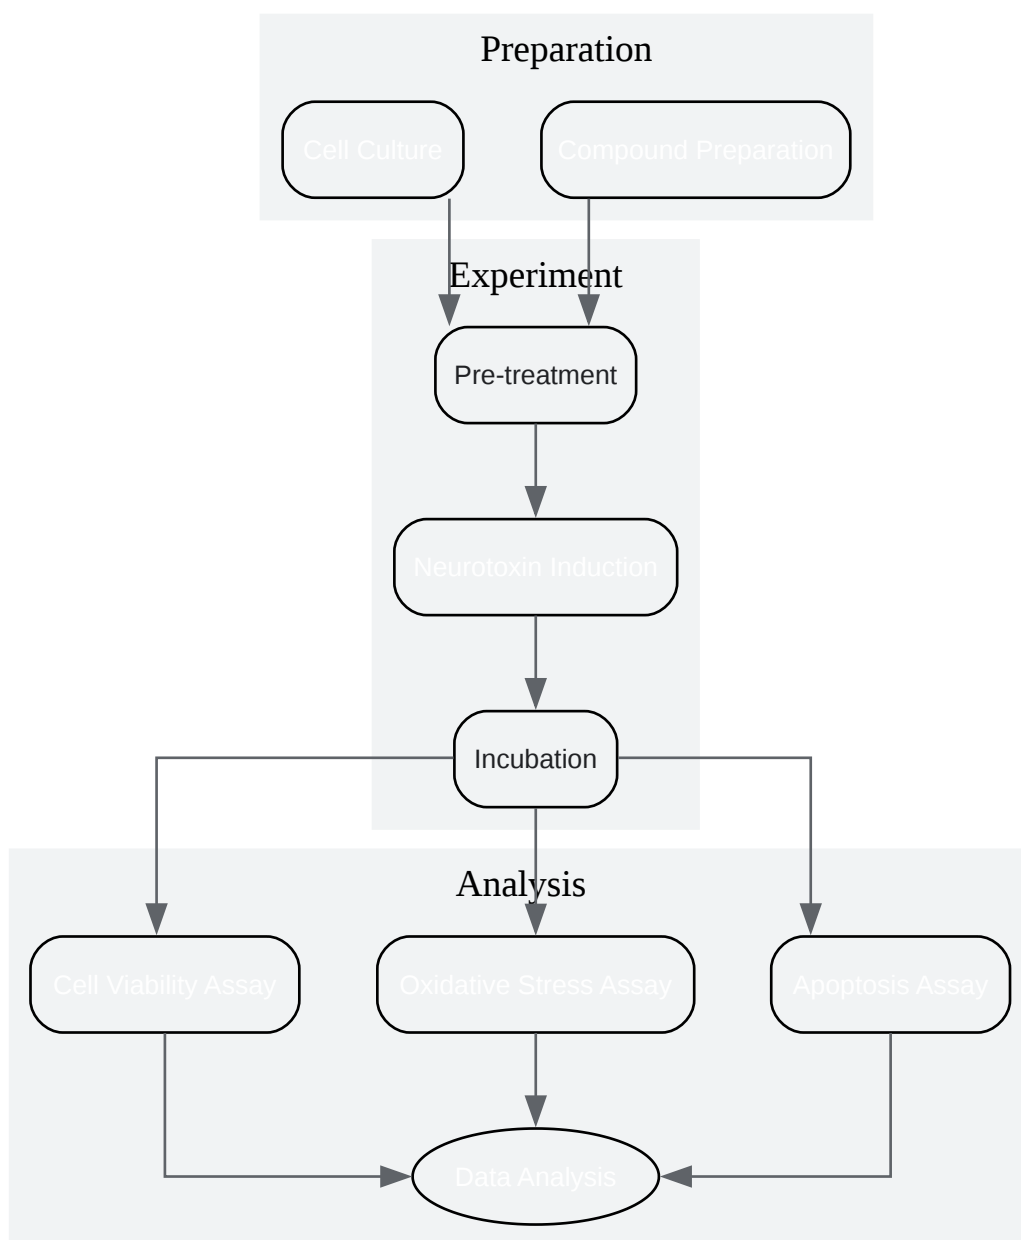 Preparation
Cell Culture
Compound Preparation
Experiment
Pre-treatment
Neurotoxin Induction
Incubation
Analysis
Cell Viability Assay
Oxidative Stress Assay
Apoptosis Assay
Data Analysis